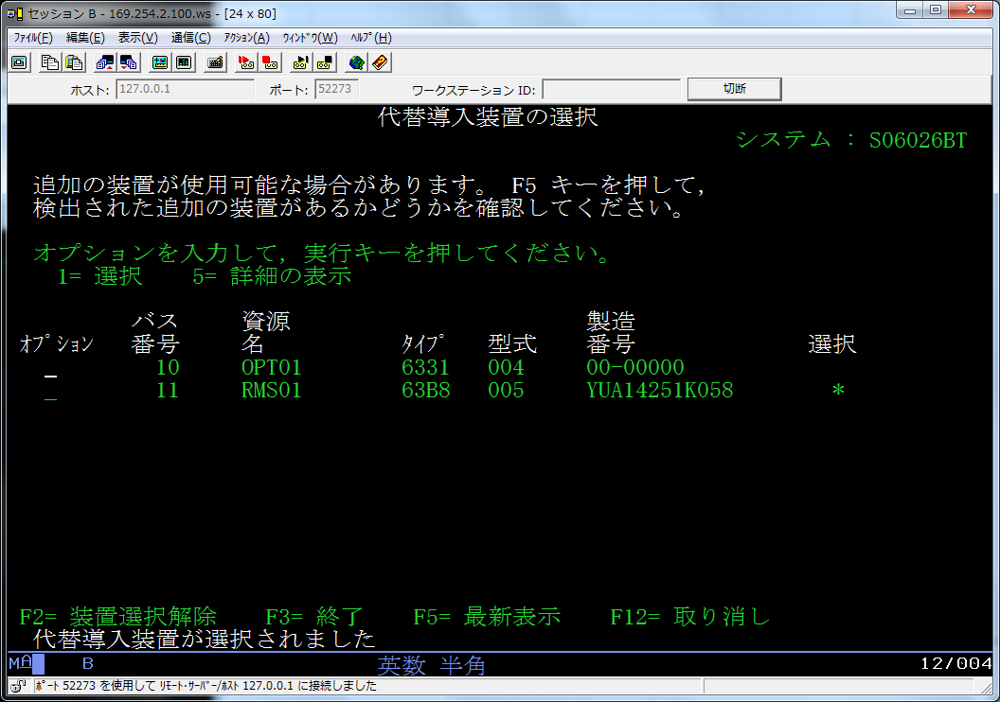 セッション B - 169.254.2.100.ws - [24 x 80]
ﾌｧｲﾙ(F) 編集(E) 表示(V) 通信(C) ｱｸｼｮﾝ(A) ｳｨﾝﾄﾞｳ(W) ﾍﾙﾌﾟ(H)
ホスト: 127.0.0.1 ポート: 52273 ワークステーション ID: 切断
代替導入装置の選択
システム : S06026BT
追加の装置が使用可能な場合があります。 F5 キーを押して,
検出された追加の装置があるかどうかを確認してください。
オプションを入力して, 実行キーを押してください。
1= 選択 5= 詳細の表示
バス 資源 製造
ｵﾌﾟｼｮﾝ 番号 名 ﾀｲﾌﾟ 型式 番号 選択
_ 10 OPT01 6331 004 00-00000
_ 11 RMS01 63B8 005 YUA14251K058 *
F2= 装置選択解除 F3= 終了 F5= 最新表示 F12= 取り消し
代替導入装置が選択されました
MA B 英数 半角 12/004
ﾎﾟｰﾄ 52273 を使用して ﾘﾓｰﾄ･ｻｰﾊﾞｰ/ﾎｽﾄ 127.0.0.1 に接続しました